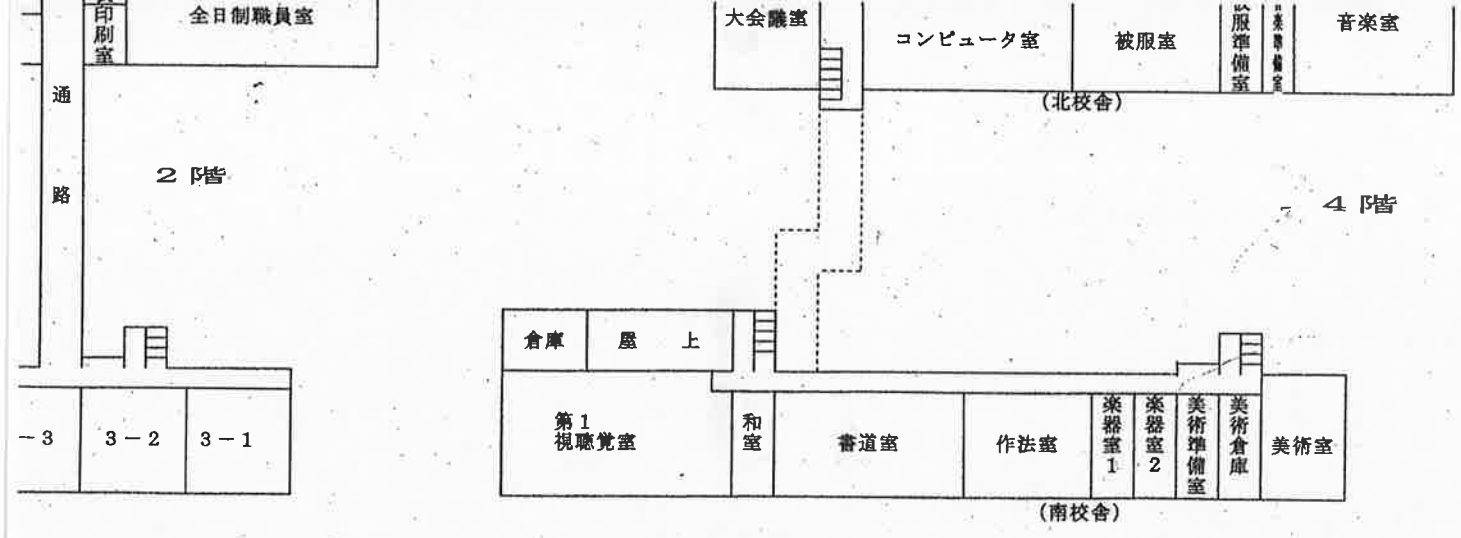 印刷室
全日制職員室
通路
2階
-3
3-2
3-1
大会議室
コンピュータ室
被服室
服準備室
楽準備室
音楽室
(北校舎)
4階
倉庫
屋上
第1
視聴覚室
和室
書道室
作法室
楽器室1
楽器室2
美術準備室
美術倉庫
美術室
(南校舎)